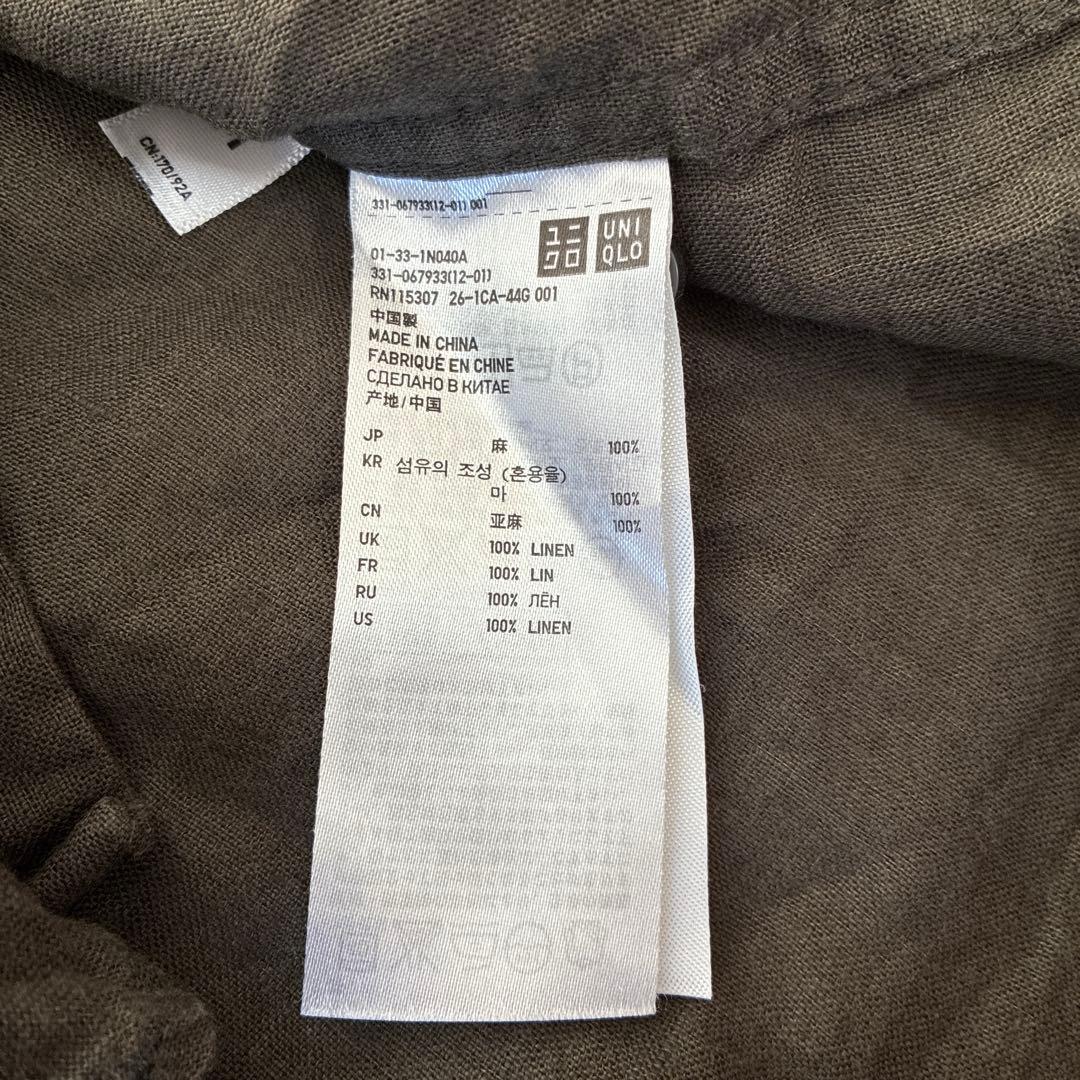 CN:170/92A
331-067933(12-01) 001
ユニクロ
UNIQLO
01-33-1N040A
331-067933(12-01)
RN115307 26-1CA-44G 001
中国製
MADE IN CHINA
FABRIQUÉ EN CHINE
СДЕЛАНО В КИТАЕ
产地/中国
JP 麻 100%
KR 섬유의 조성 (혼용율)
마 100%
CN 亚麻 100%
UK 100% LINEN
FR 100% LIN
RU 100% ЛЁН
US 100% LINEN